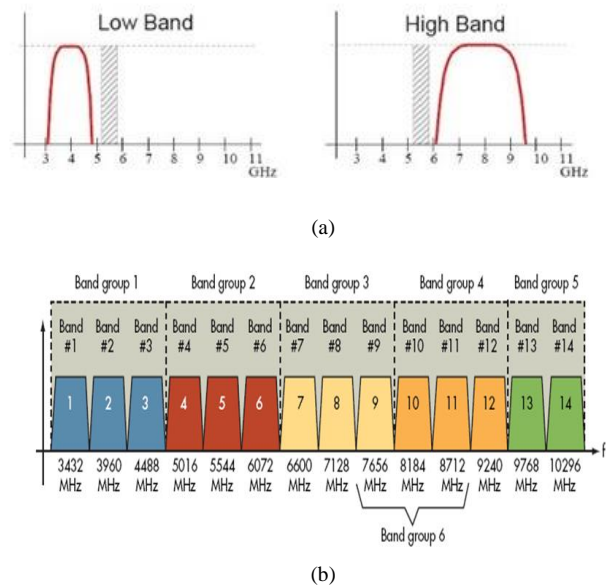 Low Band
High Band
3 4 5 6 7 8 9 10 11
GHz
3 4 5 6 7 8 9 10 11
GHz
(a)
Band group 1 Band group 2 Band group 3 Band group 4 Band group 5
Band Band Band Band Band Band Band Band Band Band Band Band Band Band
#1 #2 #3 #4 #5 #6 #7 #8 #9 #10 #11 #12 #13 #14
1 2 3 4 5 6 7 8 9 10 11 12 13 14
F
3432 3960 4488 5016 5544 6072 6600 7128 7656 8184 8712 9240 9768 10296
MHz MHz MHz MHz MHz MHz MHz MHz MHz MHz MHz MHz MHz MHz
Band group 6
(b)